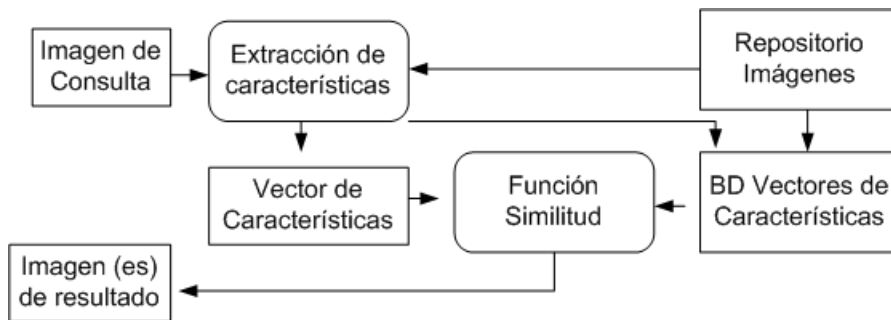 Imagen de
Consulta
Extracción de
características
Repositorio
Imágenes
Vector de
Características
Función
Similitud
BD Vectores de
Características
Imagen (es)
de resultado